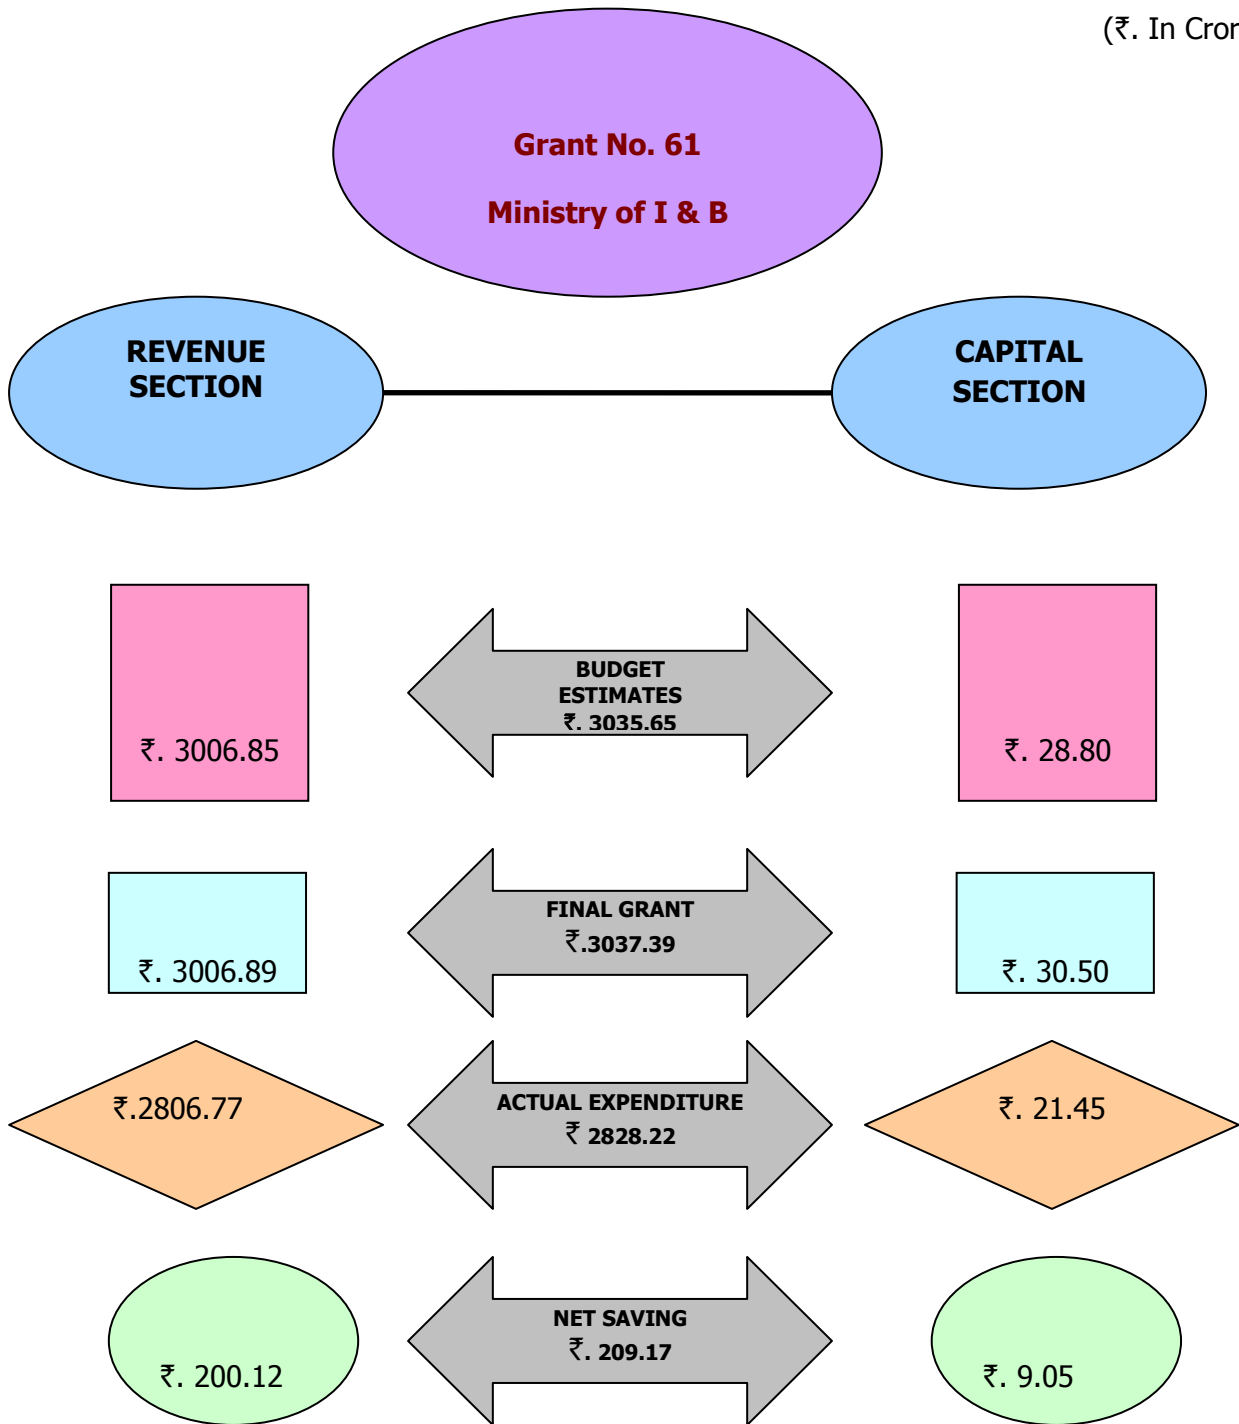 (₹. In Cror
Grant No. 61
Ministry of I & B
REVENUE
SECTION
CAPITAL
SECTION
BUDGET
ESTIMATES
₹. 3035.65
₹. 3006.85
₹. 28.80
FINAL GRANT
₹.3037.39
₹. 3006.89
₹. 30.50
ACTUAL EXPENDITURE
₹ 2828.22
₹.2806.77
₹. 21.45
NET SAVING
₹. 209.17
₹. 200.12
₹. 9.05